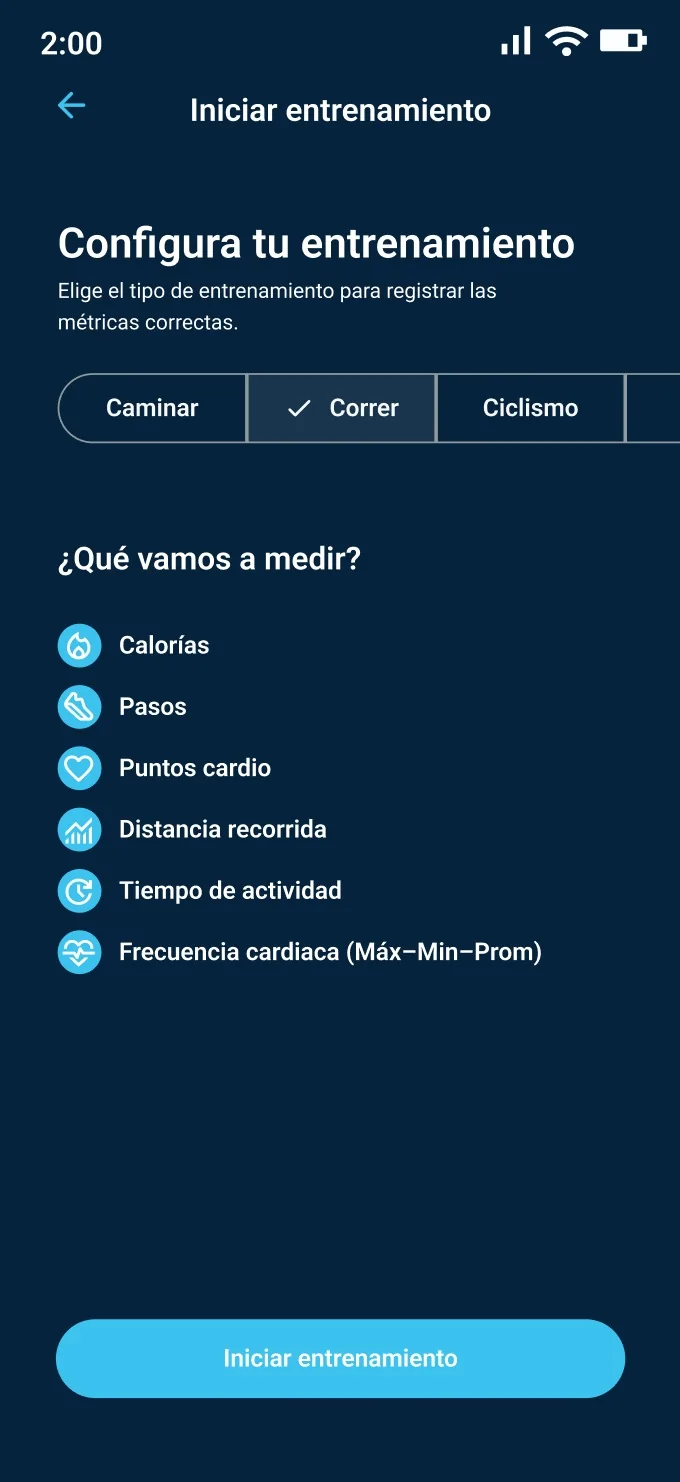 2:00
Iniciar entrenamiento
Configura tu entrenamiento
Elige el tipo de entrenamiento para registrar las
métricas correctas.
Caminar
Correr
Ciclismo
¿Qué vamos a medir?
Calorías
Pasos
Puntos cardio
Distancia recorrida
Tiempo de actividad
Frecuencia cardiaca (Máx–Min–Prom)
Iniciar entrenamiento